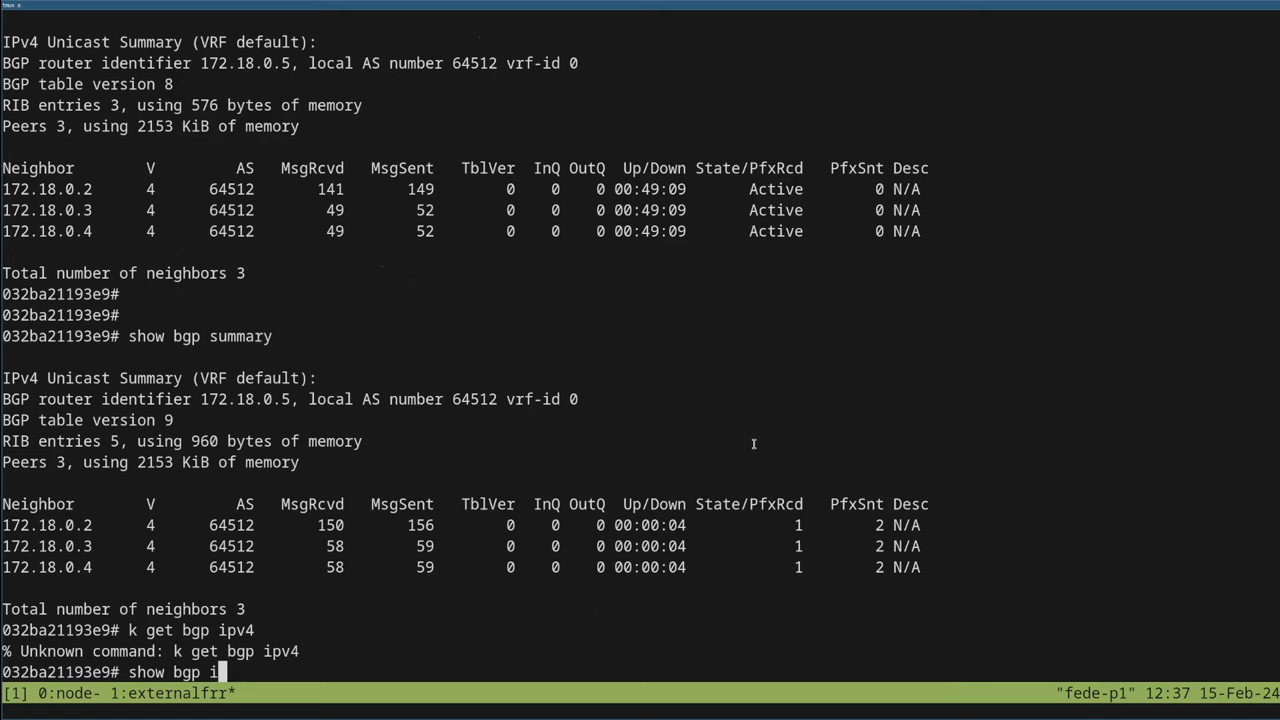 tmux a
IPv4 Unicast Summary (VRF default):
BGP router identifier 172.18.0.5, local AS number 64512 vrf-id 0
BGP table version 8
RIB entries 3, using 576 bytes of memory
Peers 3, using 2153 KiB of memory
Neighbor        V         AS   MsgRcvd   MsgSent   TblVer  InQ OutQ  Up/Down State/PfxRcd   PfxSnt Desc
172.18.0.2      4      64512       141       149        0    0    0 00:49:09       Active        0 N/A
172.18.0.3      4      64512        49        52        0    0    0 00:49:09       Active        0 N/A
172.18.0.4      4      64512        49        52        0    0    0 00:49:09       Active        0 N/A
Total number of neighbors 3
032ba21193e9#
032ba21193e9#
032ba21193e9# show bgp summary
IPv4 Unicast Summary (VRF default):
BGP router identifier 172.18.0.5, local AS number 64512 vrf-id 0
BGP table version 9
RIB entries 5, using 960 bytes of memory
Peers 3, using 2153 KiB of memory
Neighbor        V         AS   MsgRcvd   MsgSent   TblVer  InQ OutQ  Up/Down State/PfxRcd   PfxSnt Desc
172.18.0.2      4      64512       150       156        0    0    0 00:00:04            1        2 N/A
172.18.0.3      4      64512        58        59        0    0    0 00:00:04            1        2 N/A
172.18.0.4      4      64512        58        59        0    0    0 00:00:04            1        2 N/A
Total number of neighbors 3
032ba21193e9# k get bgp ipv4
% Unknown command: k get bgp ipv4
032ba21193e9# show bgp i
[1] 0:node- 1:externalfrr* "fede-p1" 12:37 15-Feb-24